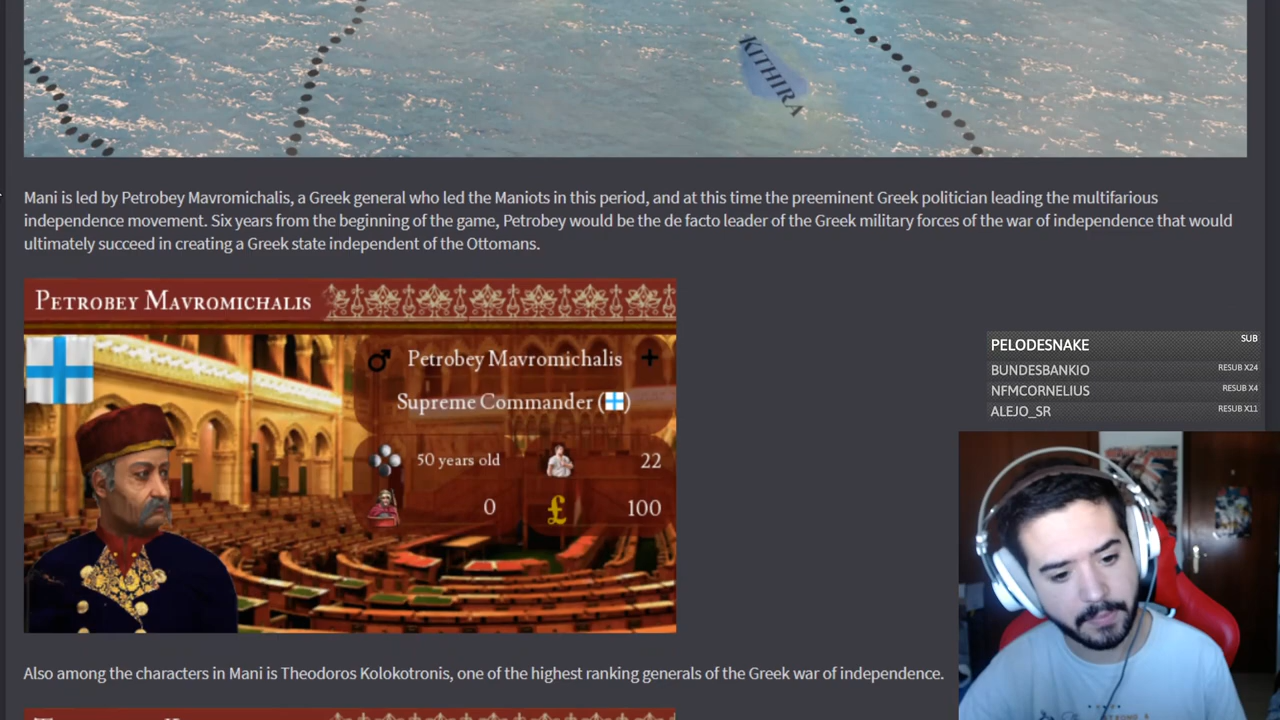 KITHIRA
Mani is led by Petrobey Mavromichalis, a Greek general who led the Maniots in this period, and at this time the preeminent Greek politician leading the multifarious
independence movement. Six years from the beginning of the game, Petrobey would be the de facto leader of the Greek military forces of the war of independence that would
ultimately succeed in creating a Greek state independent of the Ottomans.
Petrobey Mavromichalis
Petrobey Mavromichalis
Supreme Commander ( )
50 years old
22
0
£
100
PELODESNAKE SUB
BUNDESBANKIO RESUB X24
NFMCORNELIUS RESUB X4
ALEJO_SR RESUB X11
Also among the characters in Mani is Theodoros Kolokotronis, one of the highest ranking generals of the Greek war of independence.